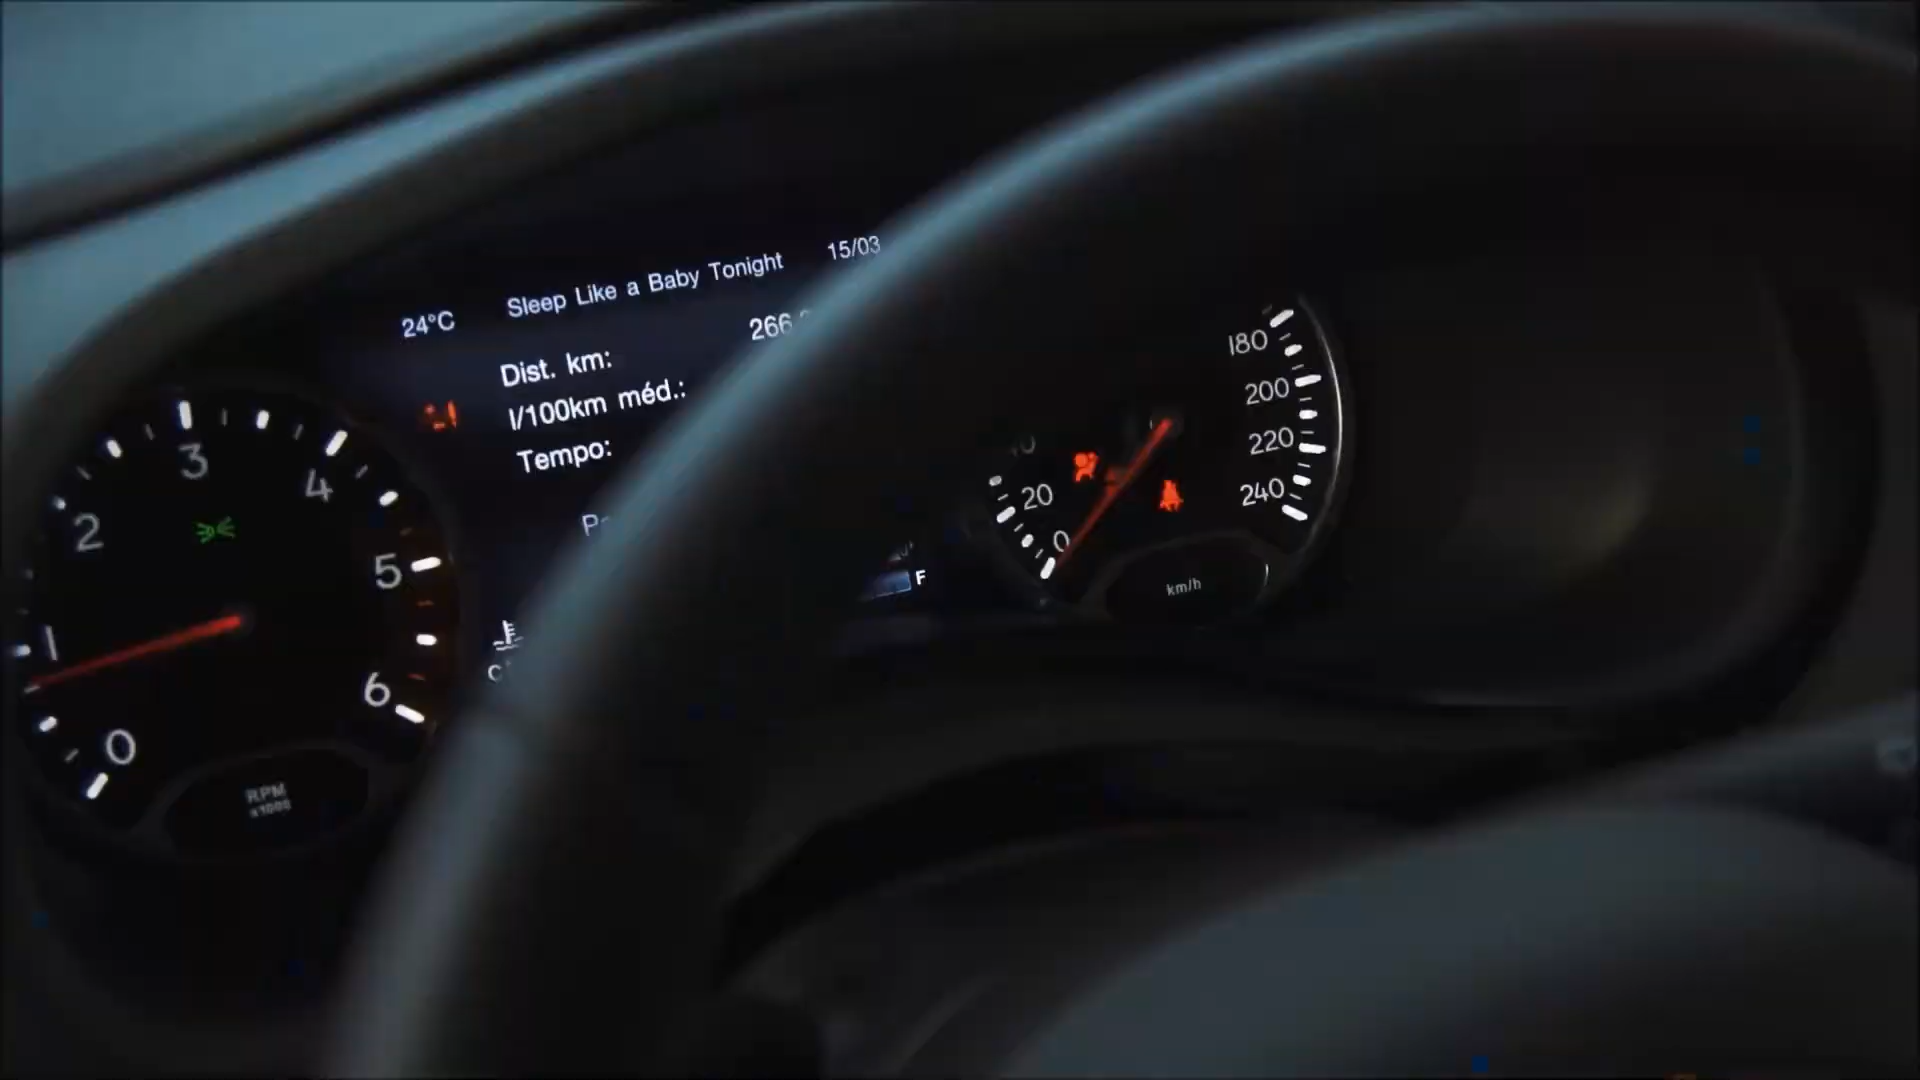 24°C Sleep Like a Baby Tonight 15/03
Dist. km: 266
l/100km méd.:
Tempo:
0
1
2
3
4
5
6
RPM
x1000
F
0
20
180
200
220
240
km/h